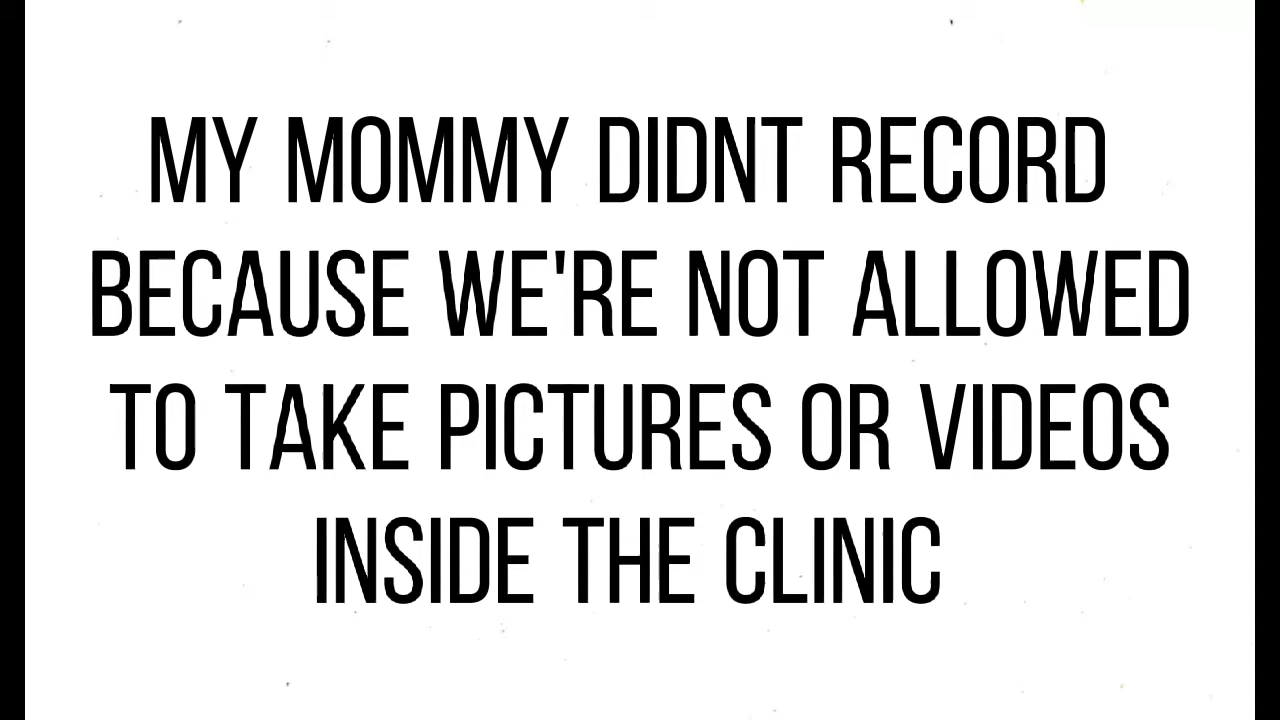 MY MOMMY DIDNT RECORD
BECAUSE WE'RE NOT ALLOWED
TO TAKE PICTURES OR VIDEOS
INSIDE THE CLINIC